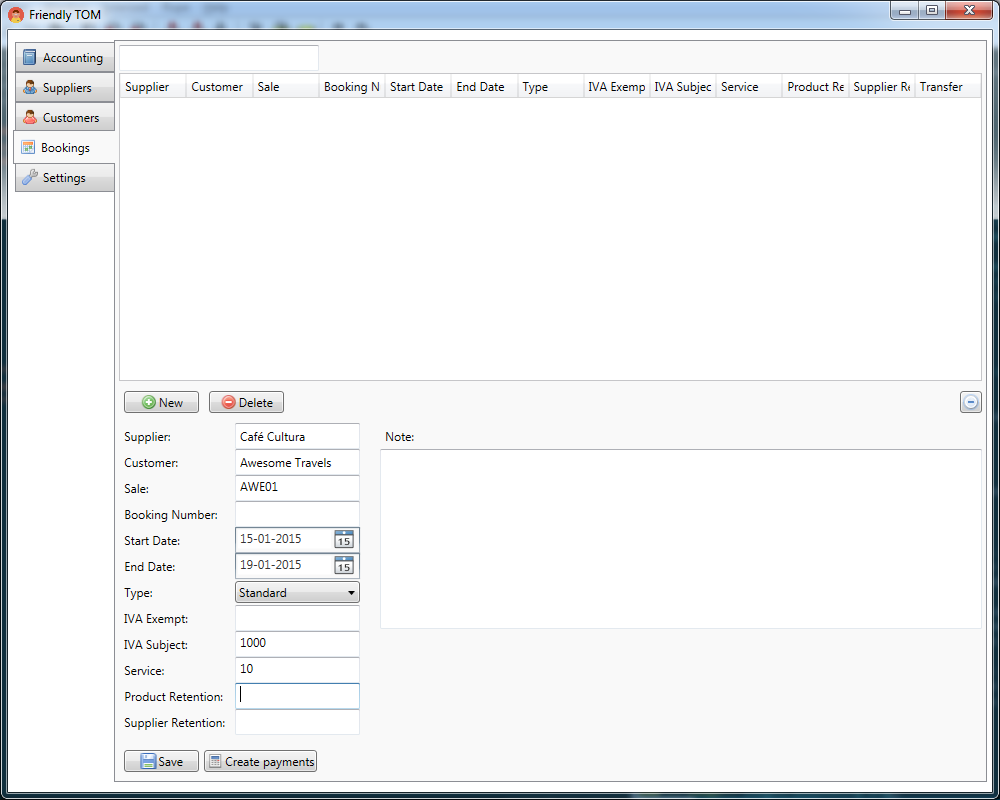 Friendly TOM
Accounting
Suppliers
Customers
Bookings
Settings
Supplier Customer Sale Booking N Start Date End Date Type IVA Exemp IVA Subjec Service Product Re Supplier Re Transfer
New Delete
Supplier: Café Cultura Note:
Customer: Awesome Travels
Sale: AWE01
Booking Number:
Start Date: 15-01-2015 15
End Date: 19-01-2015 15
Type: Standard
IVA Exempt:
IVA Subject: 1000
Service: 10
Product Retention:
Supplier Retention:
Save Create payments